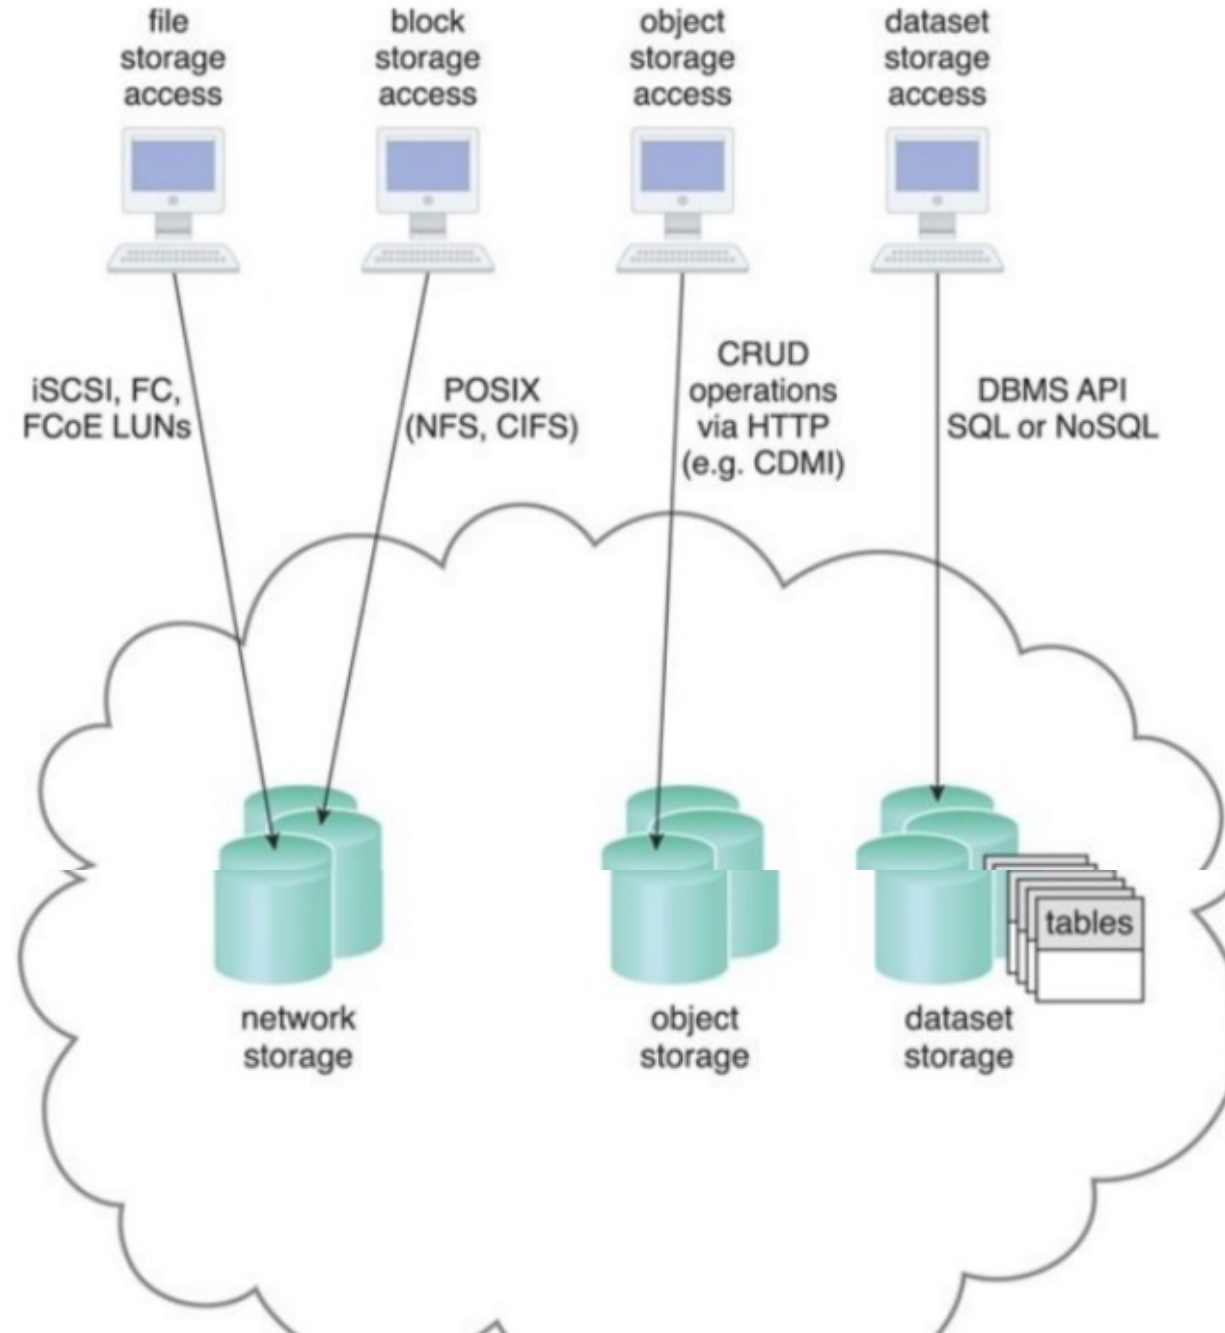 file
storage
access
block
storage
access
object
storage
access
dataset
storage
access
iSCSI, FC,
FCoE LUNs
POSIX
(NFS, CIFS)
CRUD
operations
via HTTP
(e.g. CDMI)
DBMS API
SQL or NoSQL
tables
network
storage
object
storage
dataset
storage